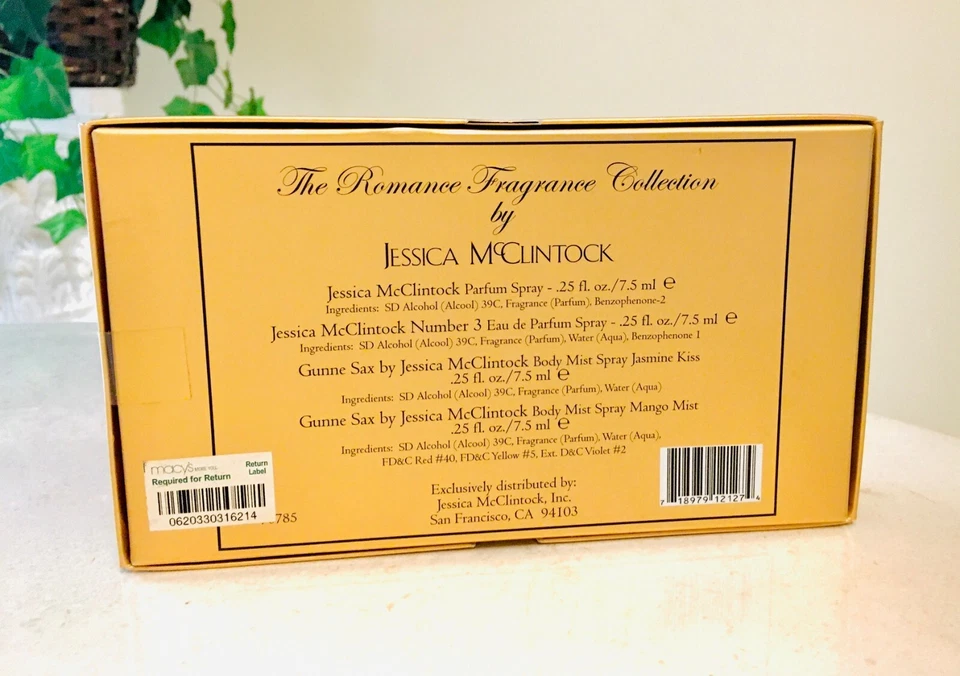 The Romance Fragrance Collection
by
JESSICA McCLINTOCK
Jessica McClintock Parfum Spray - .25 fl. oz./7.5 ml ℮
Ingredients: SD Alcohol (Alcool) 39C, Fragrance (Parfum), Benzophenone-2
Jessica McClintock Number 3 Eau de Parfum Spray - .25 fl. oz./7.5 ml ℮
Ingredients: SD Alcohol (Alcool) 39C, Fragrance (Parfum), Water (Aqua), Benzophenone 1
Gunne Sax by Jessica McClintock Body Mist Spray Jasmine Kiss
.25 fl. oz./7.5 ml ℮
Ingredients: SD Alcohol (Alcool) 39C, Fragrance (Parfum), Water (Aqua)
Gunne Sax by Jessica McClintock Body Mist Spray Mango Mist
.25 fl. oz./7.5 ml ℮
Ingredients: SD Alcohol (Alcool) 39C, Fragrance (Parfum), Water (Aqua),
FD&C Red #40, FD&C Yellow #5, Ext. D&C Violet #2
Exclusively distributed by:
Jessica McClintock, Inc.
San Francisco, CA 94103
macy's
Return
Label
Required for Return
0620330316214
785
7 18979 12127 4